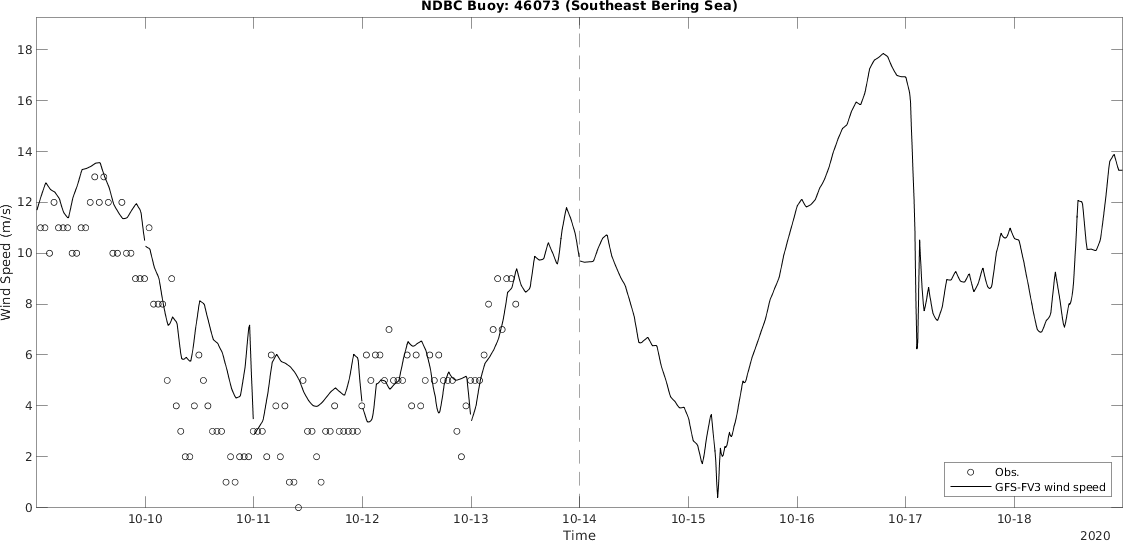 NDBC Buoy: 46073 (Southeast Bering Sea)
Wind Speed (m/s)
18
16
14
12
10
8
6
4
2
0
10-10 10-11 10-12 10-13 10-14 10-15 10-16 10-17 10-18
Time
2020
Obs.
GFS-FV3 wind speed